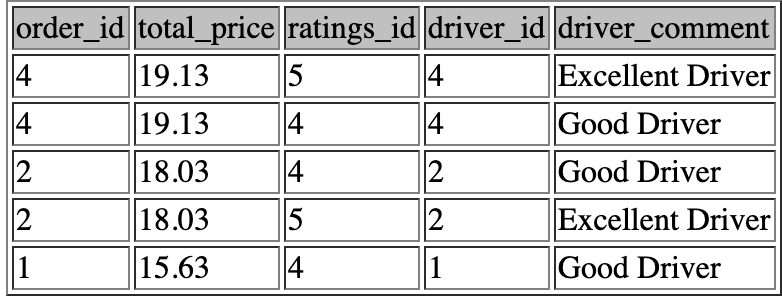 order_id total_price ratings_id driver_id driver_comment
4 19.13 5 4 Excellent Driver
4 19.13 4 4 Good Driver
2 18.03 4 2 Good Driver
2 18.03 5 2 Excellent Driver
1 15.63 4 1 Good Driver